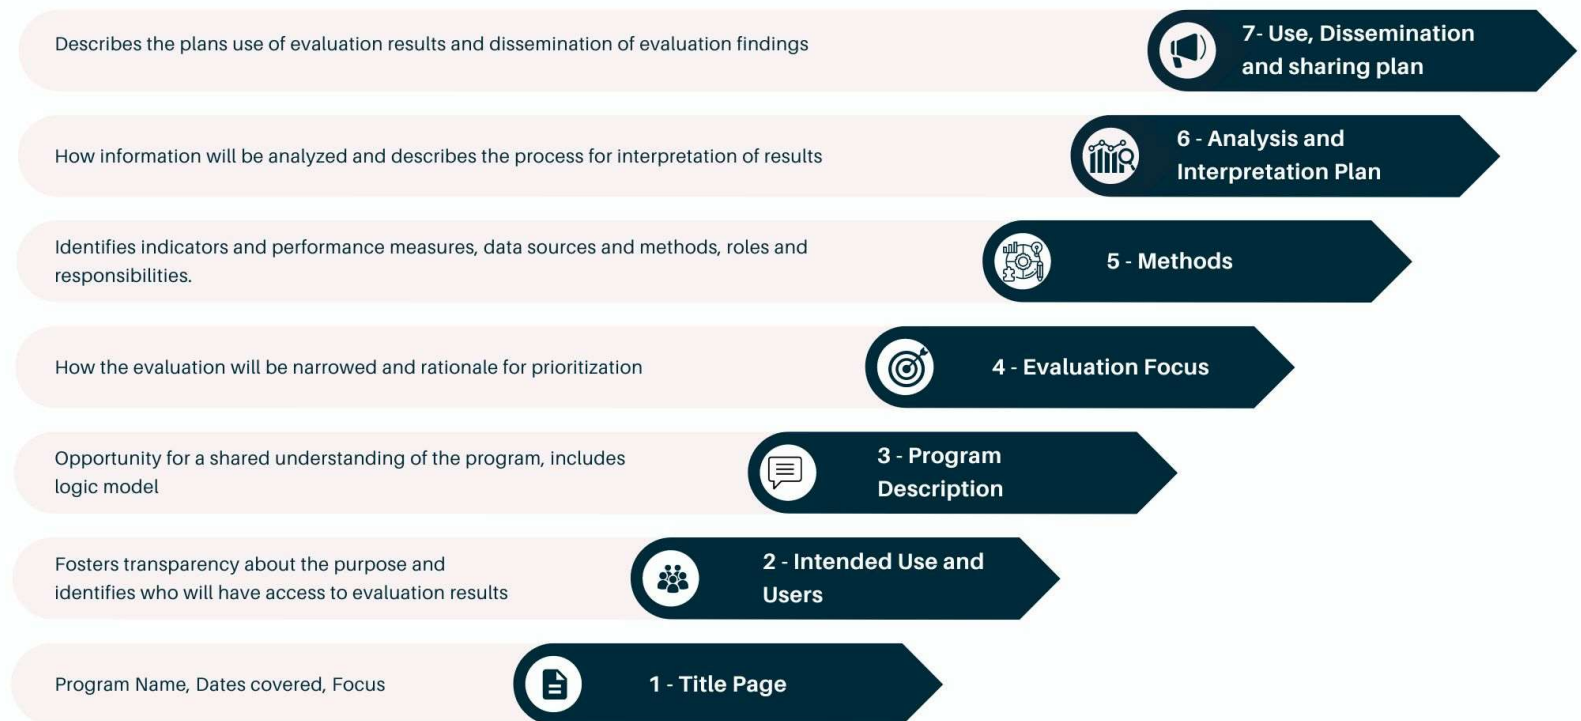 Describes the plans use of evaluation results and dissemination of evaluation findings
7- Use, Dissemination
and sharing plan
How information will be analyzed and describes the process for interpretation of results
6 - Analysis and
Interpretation Plan
Identifies indicators and performance measures, data sources and methods, roles and
responsibilities.
5 - Methods
How the evaluation will be narrowed and rationale for prioritization
4 - Evaluation Focus
Opportunity for a shared understanding of the program, includes
logic model
3 - Program
Description
Fosters transparency about the purpose and
identifies who will have access to evaluation results
2 - Intended Use and
Users
Program Name, Dates covered, Focus
1 - Title Page